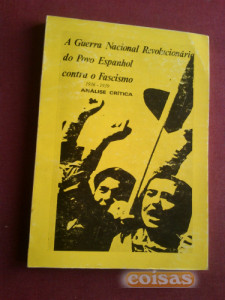 A Guerra Nacional Revolucionária
do Povo Espanhol
contra o Fascismo
1936-1939
ANÁLISE CRÍTICA
coisas